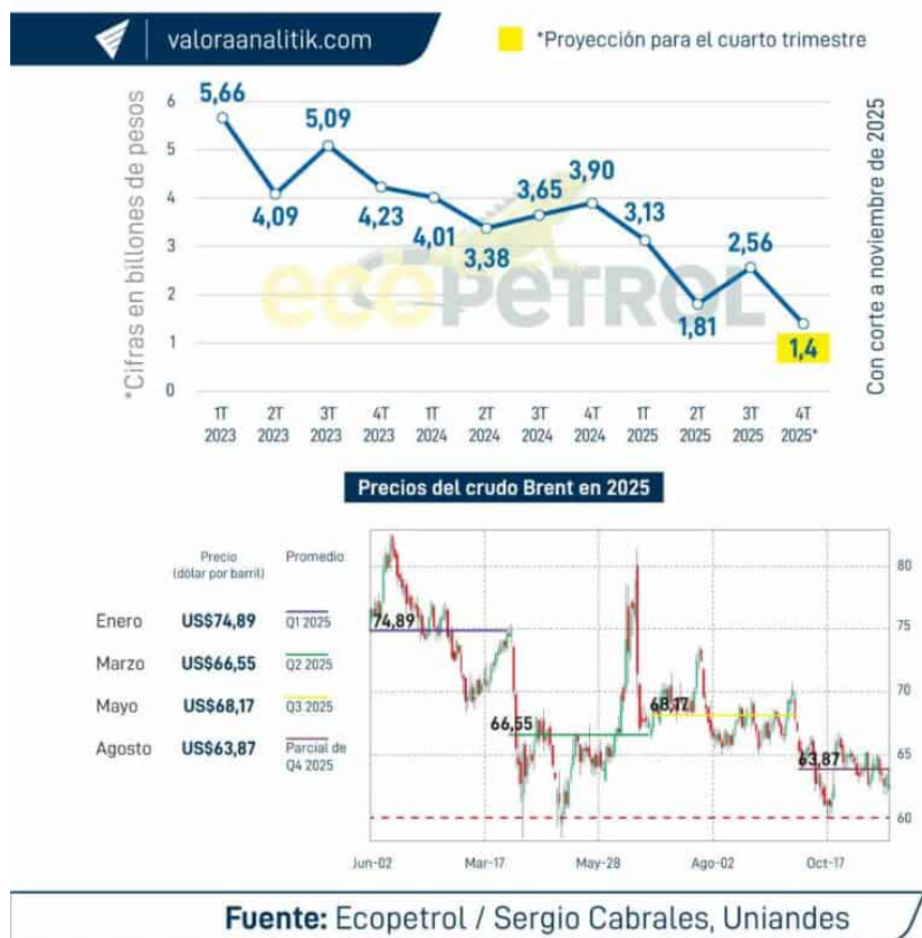 valoraanalitik.com
*Proyección para el cuarto trimestre
*Cifras en billones de pesos
Con corte a noviembre de 2025
6
5
4
3
2
1
0
5,66
4,09
5,09
4,23
4,01
3,38
3,65
3,90
3,13
1,81
2,56
1,4
ecopetrol
1T 2T 3T 4T 1T 2T 3T 4T 1T 2T 3T 4T
2023 2023 2023 2023 2024 2024 2024 2024 2025 2025 2025 2025*
Precios del crudo Brent en 2025
Precio Promedio
(dólar por barril)
Enero US$74,89 Q1 2025
Marzo US$66,55 Q2 2025
Mayo US$68,17 Q3 2025
Agosto US$63,87 Parcial de
Q4 2025
74,89
66,55
68,17
63,87
80
75
70
65
60
Jun-02 Mar-17 May-28 Ago-02 Oct-17
Fuente: Ecopetrol / Sergio Cabrales, Uniandes